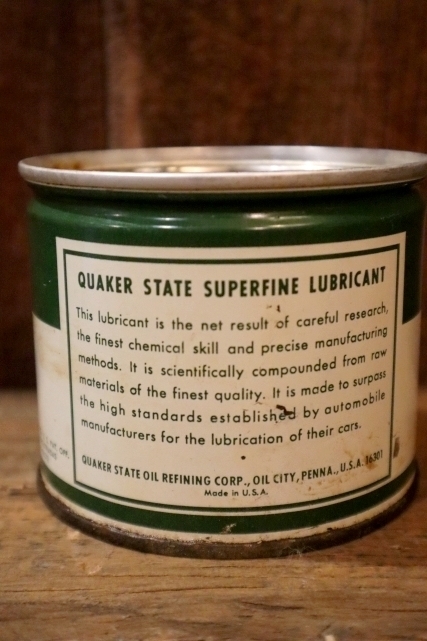 QUAKER STATE SUPERFINE LUBRICANT
This lubricant is the net result of careful research,
the finest chemical skill and precise manufacturing
methods. It is scientifically compounded from raw
materials of the finest quality. It is made to surpass
the high standards established by automobile
manufacturers for the lubrication of their cars.
QUAKER STATE OIL REFINING CORP., OIL CITY, PENNA., U.S.A. 16301
Made in U.S.A.